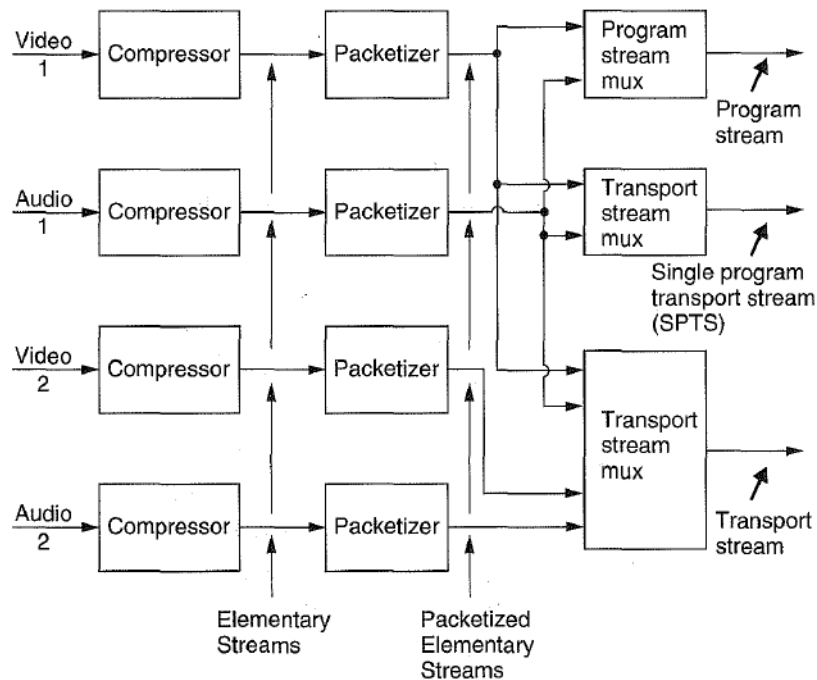 Video
1
Compressor
Packetizer
Program
stream
mux
Program
stream
Audio
1
Compressor
Packetizer
Transport
stream
mux
Single program
transport stream
(SPTS)
Video
2
Compressor
Packetizer
Transport
stream
mux
Transport
stream
Audio
2
Compressor
Packetizer
Elementary
Streams
Packetized
Elementary
Streams